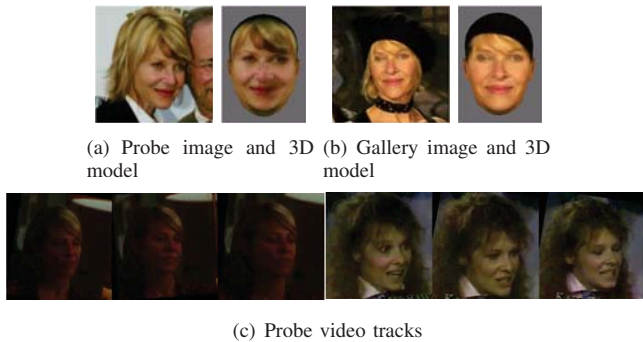 (a) Probe image and 3D
model
(b) Gallery image and 3D
model
(c) Probe video tracks